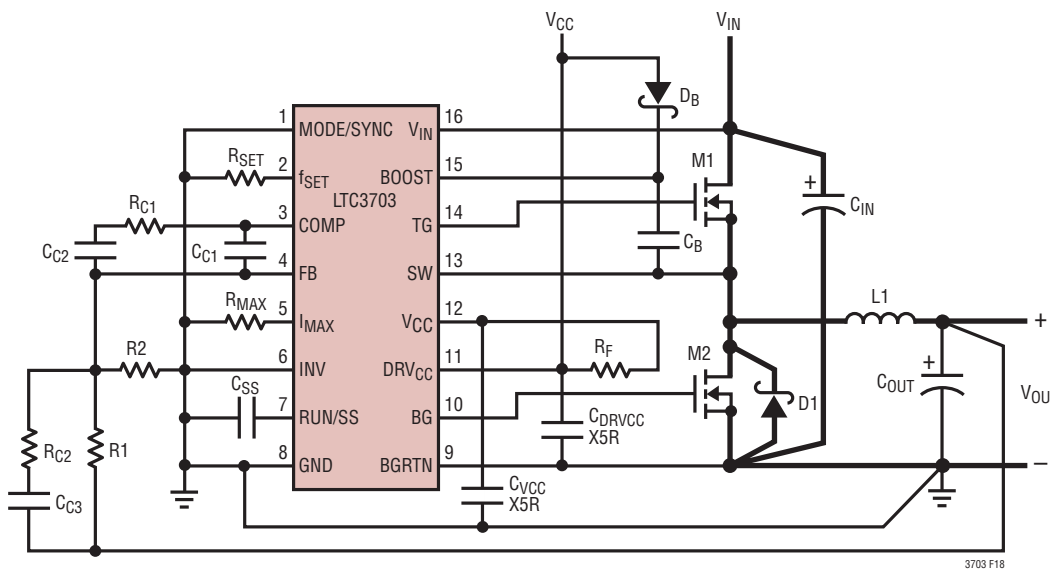 VCC
VIN
DB
1
MODE/SYNC
VIN
16
RSET
2
fSET
LTC3703
BOOST
15
M1
RC1
3
COMP
TG
14
+
CIN
CC2
CC1
4
FB
SW
13
CB
RMAX
5
IMAX
VCC
12
L1
+
R2
6
INV
DRVCC
11
RF
M2
CSS
7
RUN/SS
BG
10
D1
+
COUT
VOU
CDRVCC
X5R
RC2
R1
8
GND
BGRTN
9
–
CC3
CVCC
X5R
3703 F18